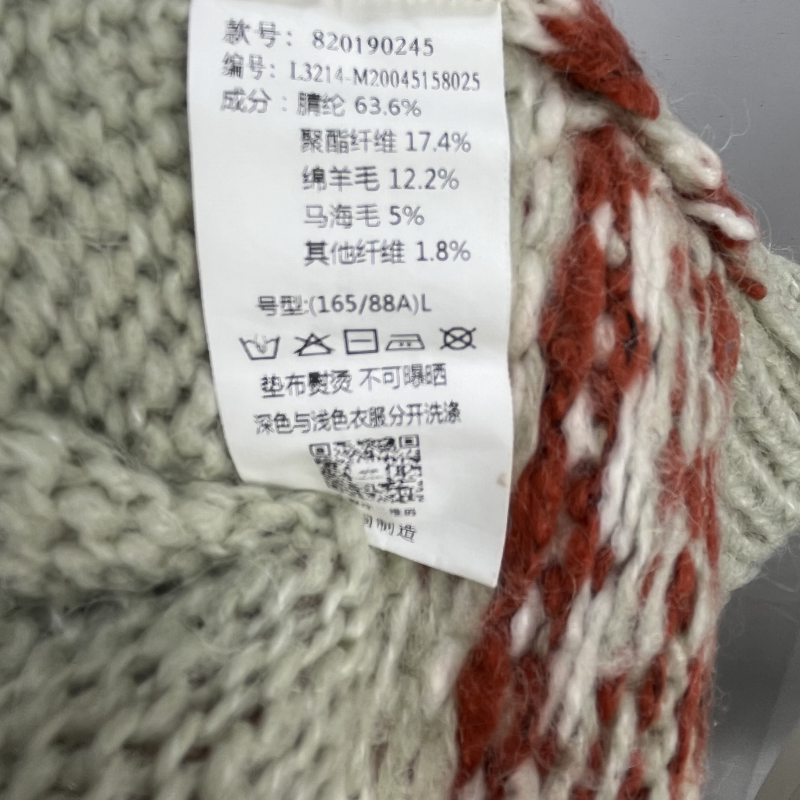 款号： 820190245
编号： L3214-M20045158025
成分：腈纶 63.6%
聚酯纤维 17.4%
绵羊毛 12.2%
马海毛 5%
其他纤维 1.8%
号型:(165/88A)L
垫布熨烫 不可曝晒
深色与浅色衣服分开洗涤
制造